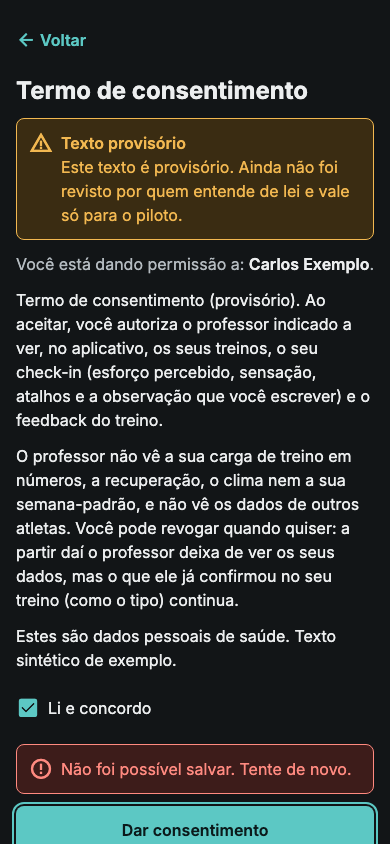 Voltar
Termo de consentimento
Texto provisório
Este texto é provisório. Ainda não foi
revisto por quem entende de lei e vale
só para o piloto.
Você está dando permissão a: Carlos Exemplo.
Termo de consentimento (provisório). Ao
aceitar, você autoriza o professor indicado a
ver, no aplicativo, os seus treinos, o seu
check-in (esforço percebido, sensação,
atalhos e a observação que você escrever) e o
feedback do treino.
O professor não vê a sua carga de treino em
números, a recuperação, o clima nem a sua
semana-padrão, e não vê os dados de outros
atletas. Você pode revogar quando quiser: a
partir daí o professor deixa de ver os seus
dados, mas o que ele já confirmou no seu
treino (como o tipo) continua.
Estes são dados pessoais de saúde. Texto
sintético de exemplo.
Li e concordo
Não foi possível salvar. Tente de novo.
Dar consentimento